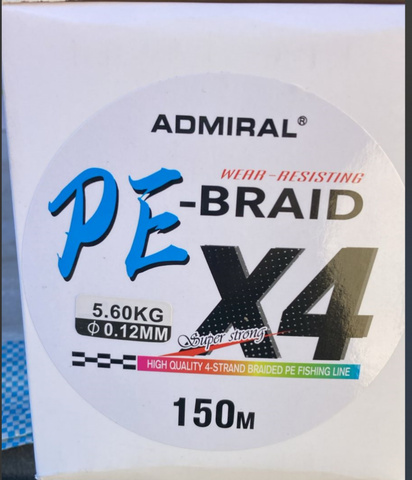 ADMIRAL®
WEAR-RESISTING
PE-BRAID
X4
5.60KG
Φ 0.12MM
Super strong
HIGH QUALITY 4-STRAND BRAIDED PE FISHING LINE
150M